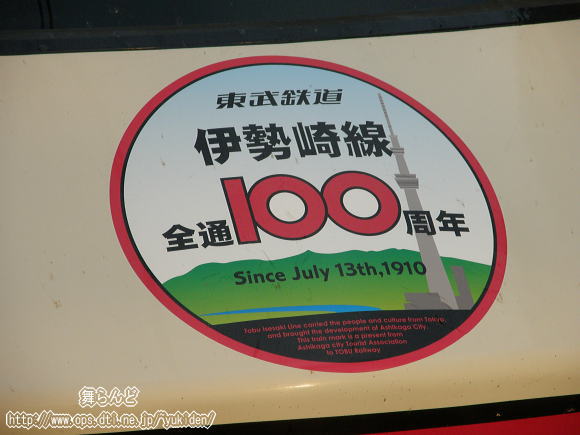 東武鉄道
伊勢崎線
全通100周年
Since July 13th,1910
Tobu Isesaki Line carried the people and culture from Tokyo,
and brought the development of Ashikaga City.
This train mark is a present from
Ashikaga city Tourist Association
to TOBU Railway
舞らんど
http://www.ops.dti.ne.jp/iyukiden/